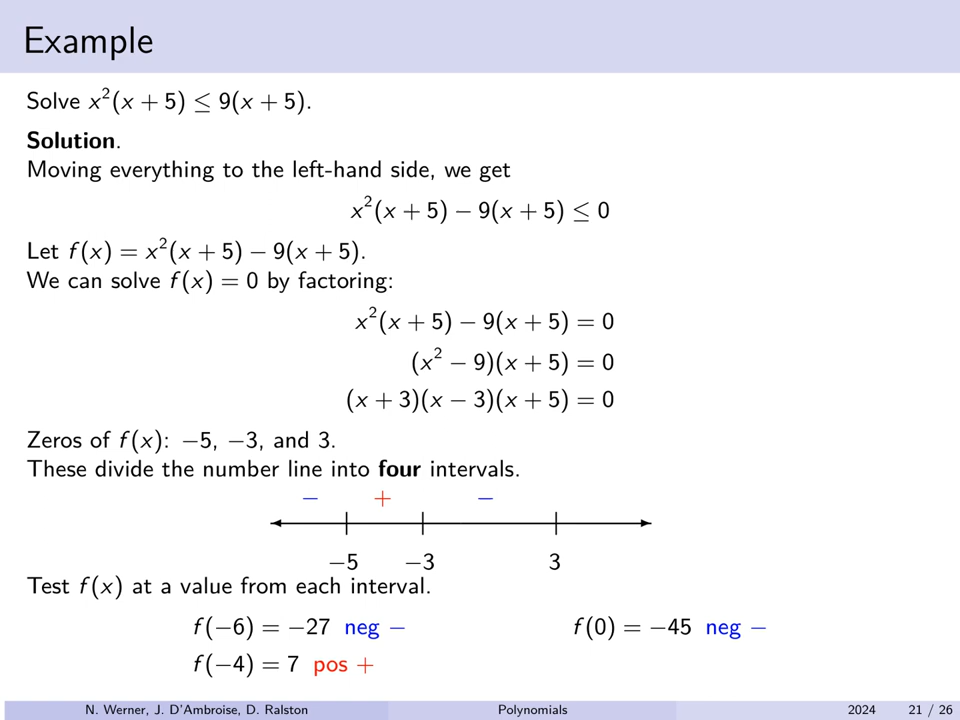 Example
Solve x²(x + 5) ≤ 9(x + 5).
Solution.
Moving everything to the left-hand side, we get
x²(x + 5) − 9(x + 5) ≤ 0
Let f(x) = x²(x + 5) − 9(x + 5).
We can solve f(x) = 0 by factoring:
x²(x + 5) − 9(x + 5) = 0
(x² − 9)(x + 5) = 0
(x + 3)(x − 3)(x + 5) = 0
Zeros of f(x): −5, −3, and 3.
These divide the number line into four intervals.
− + −
−5 −3 3
Test f(x) at a value from each interval.
f(−6) = −27 neg − f(0) = −45 neg −
f(−4) = 7 pos +
N. Werner, J. D'Ambroise, D. Ralston Polynomials 2024 21 / 26